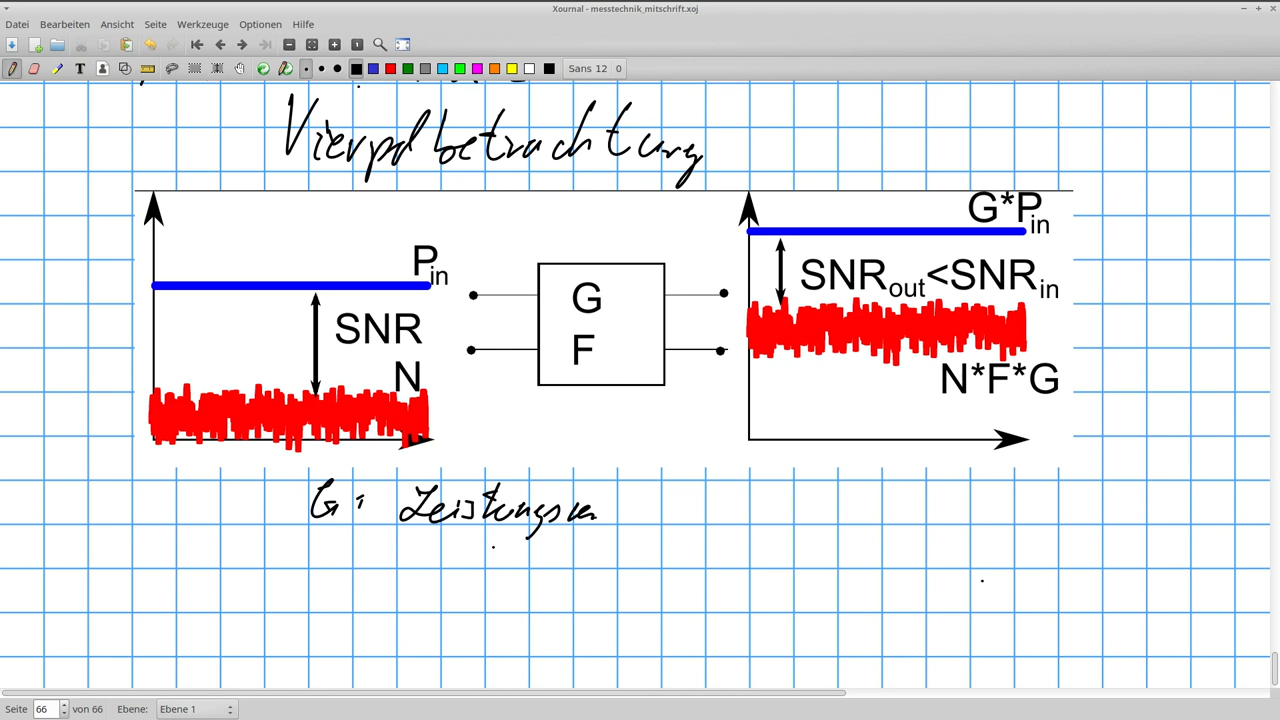 Xournal - messtechnik_mitschrift.xoj
Datei Bearbeiten Ansicht Seite Werkzeuge Optionen Hilfe
Sans 12 0
Vierpolbetrachtung
P_in
SNR
N
G
F
G*P_in
SNR_out<SNR_in
N*F*G
G: Leistungsv
Seite 66 von 66 Ebene: Ebene 1